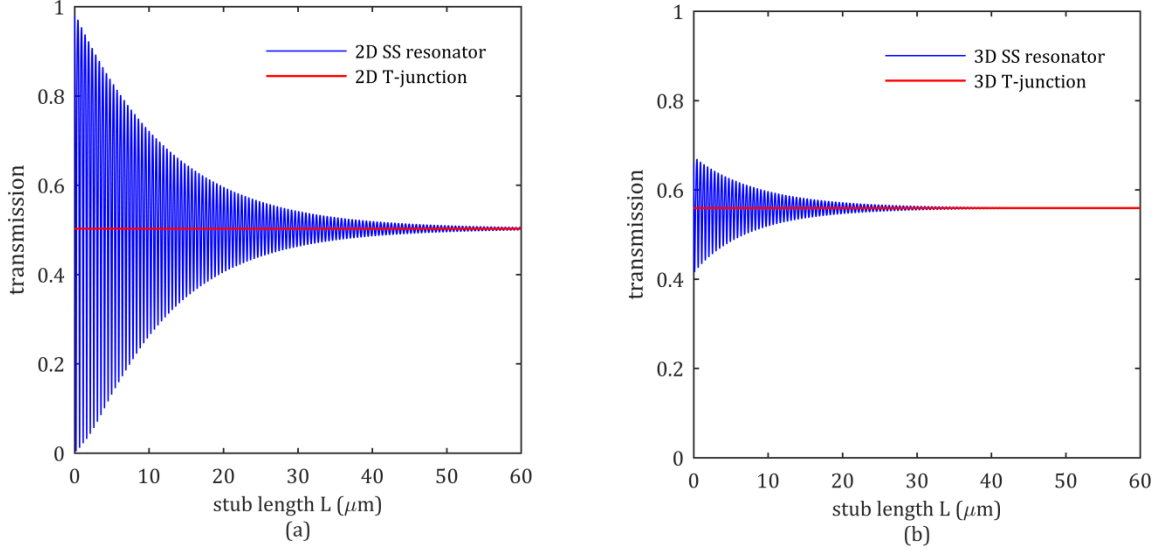 1
2D SS resonator
2D T-junction
0.8
0.6
0.4
0.2
0
transmission
0 10 20 30 40 50 60
stub length L (μm)
(a)
1
3D SS resonator
3D T-junction
0.8
0.6
0.4
0.2
0
transmission
0 10 20 30 40 50 60
stub length L (μm)
(b)